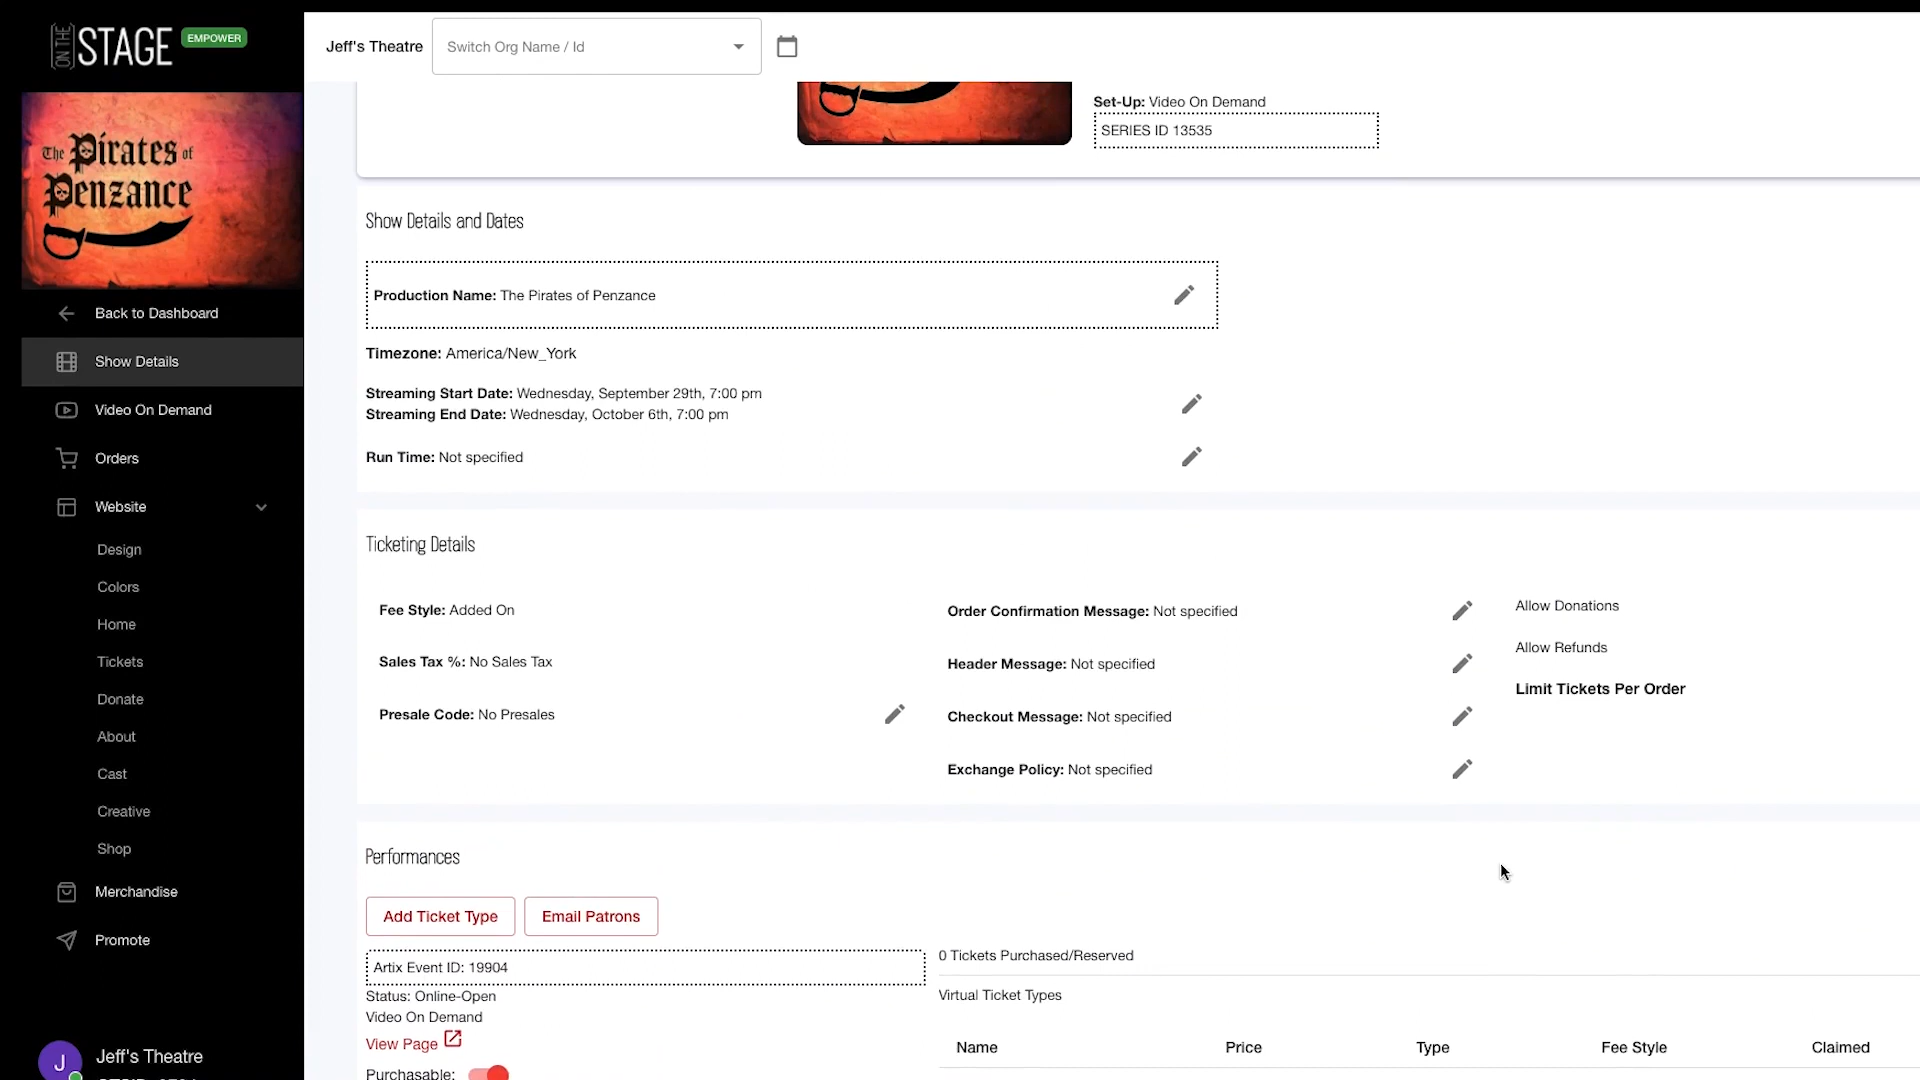 ON THE STAGE EMPOWER
Jeff's Theatre
Switch Org Name / Id
The Pirates of Penzance
Set-Up: Video On Demand
SERIES ID 13535
Back to Dashboard
Show Details
Video On Demand
Orders
Website
Design
Colors
Home
Tickets
Donate
About
Cast
Creative
Shop
Merchandise
Promote
J
Jeff's Theatre
Show Details and Dates
Production Name: The Pirates of Penzance
Timezone: America/New_York
Streaming Start Date: Wednesday, September 29th, 7:00 pm
Streaming End Date: Wednesday, October 6th, 7:00 pm
Run Time: Not specified
Ticketing Details
Fee Style: Added On
Sales Tax %: No Sales Tax
Presale Code: No Presales
Order Confirmation Message: Not specified
Header Message: Not specified
Checkout Message: Not specified
Exchange Policy: Not specified
Allow Donations
Allow Refunds
Limit Tickets Per Order
Performances
Add Ticket Type
Email Patrons
Artix Event ID: 19904
Status: Online-Open
Video On Demand
View Page
Purchasable:
0 Tickets Purchased/Reserved
Virtual Ticket Types
Name Price Type Fee Style Claimed